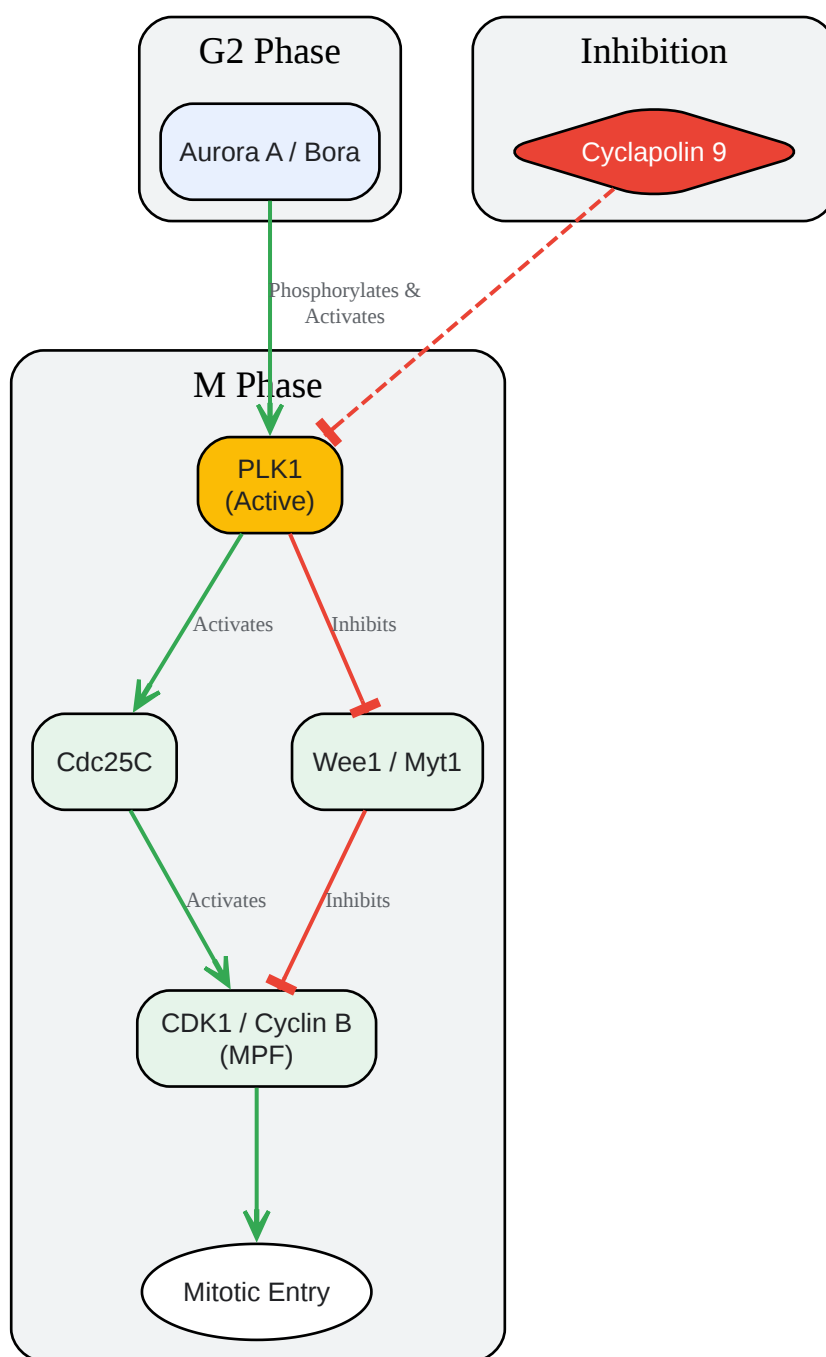 G2 Phase
Inhibition
Aurora A / Bora
Cyclapolin 9
Phosphorylates &
Activates
M Phase
PLK1
(Active)
Activates
Inhibits
Cdc25C
Wee1 / Myt1
Activates
Inhibits
CDK1 / Cyclin B
(MPF)
Mitotic Entry